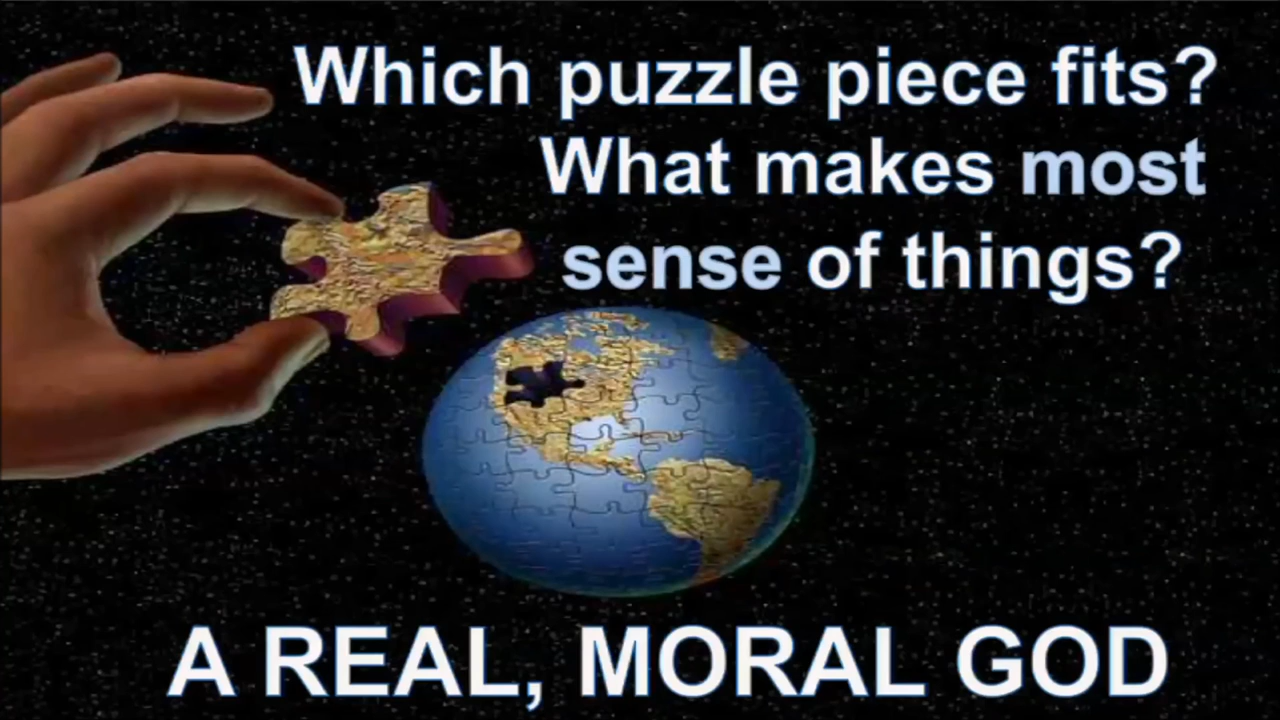 Which puzzle piece fits?
What makes most
sense of things?
A REAL, MORAL GOD